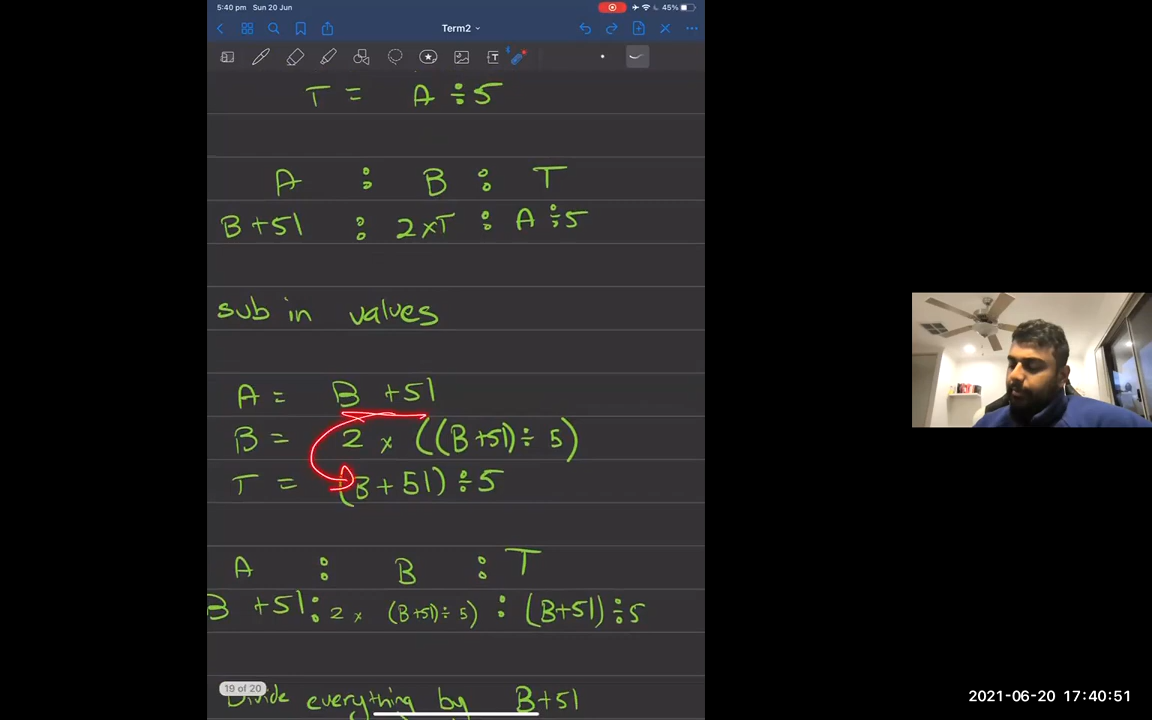 5:40 pm Sun 20 Jun
45%
Term2
T = A ÷ 5
A : B : T
B + 51 : 2 × T : A ÷ 5
sub in values
A = B + 51
B = 2 × ((B+51) ÷ 5)
T = (B + 51) ÷ 5
A : B : T
B + 51 : 2 × (B+51) ÷ 5) : (B+51) ÷ 5
19 of 20
Divide everything by B+51
2021-06-20 17:40:51